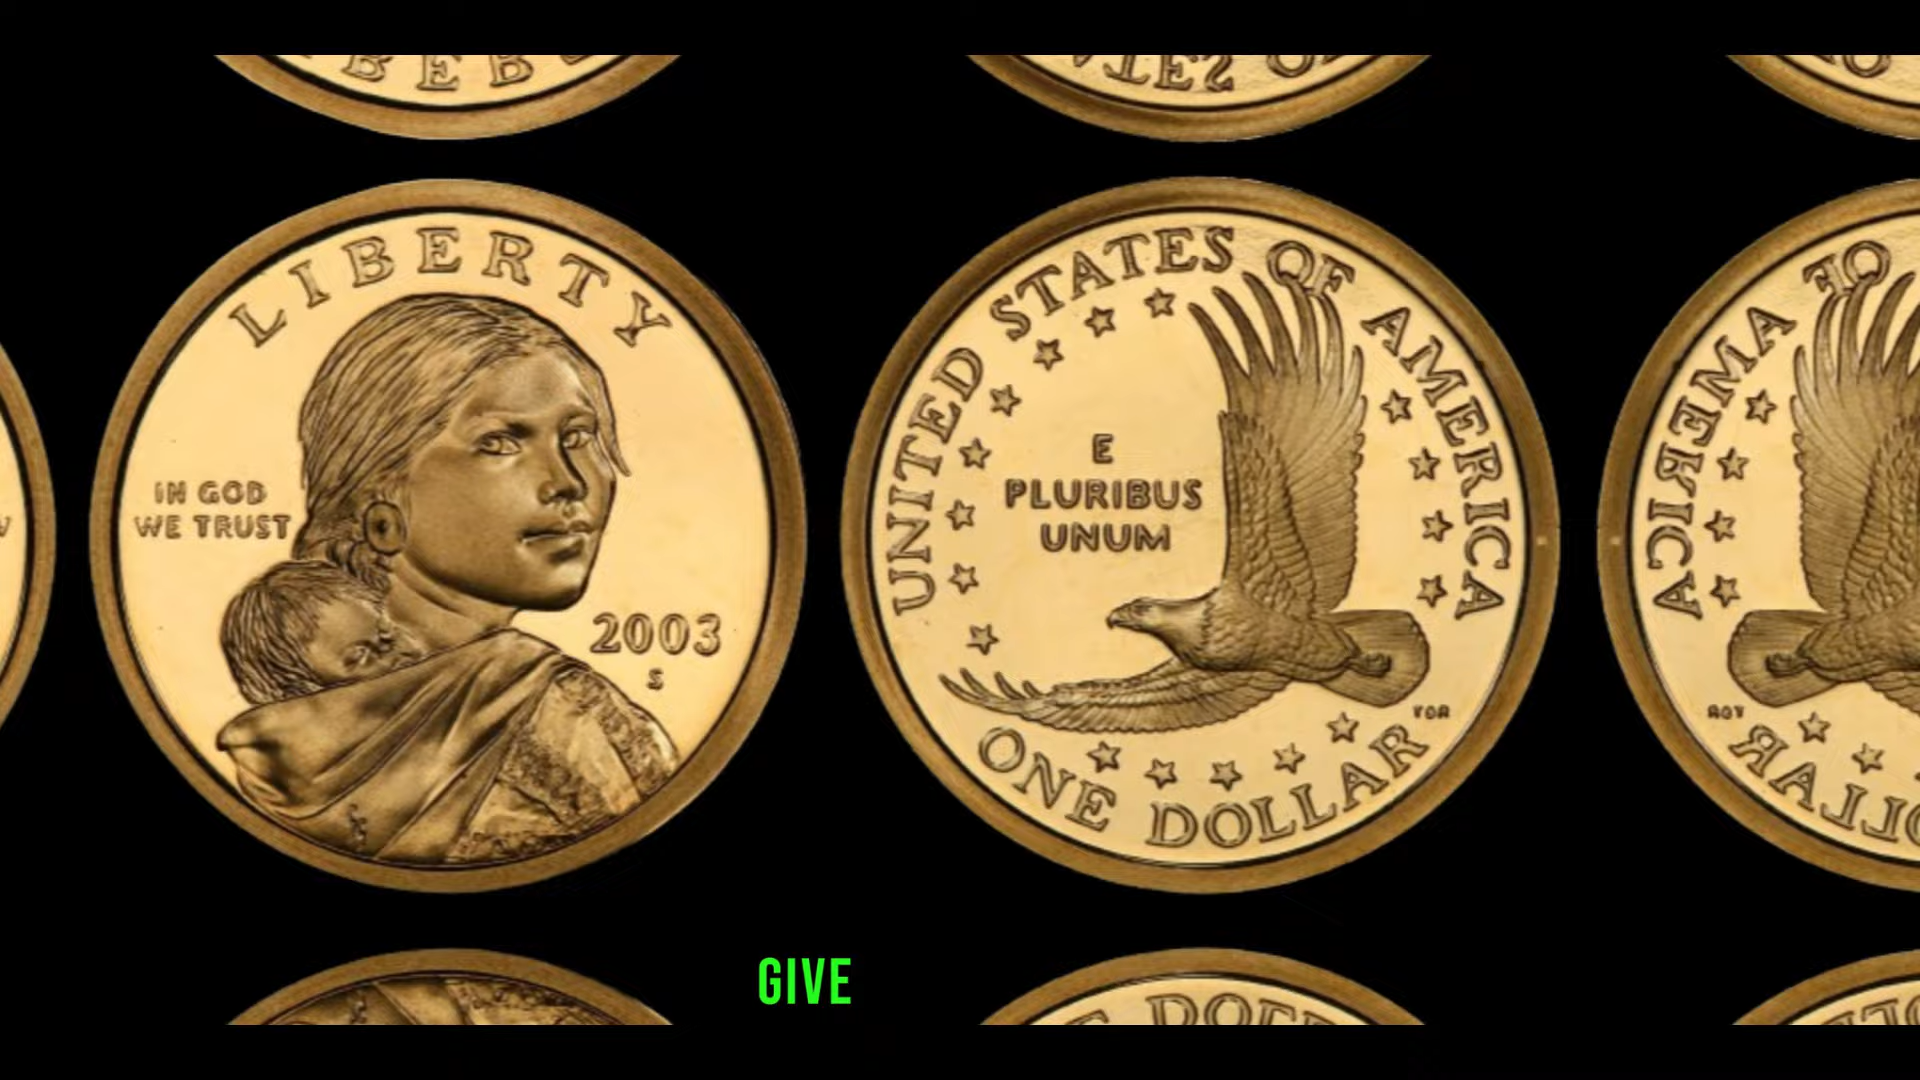 LIBERTY
IN GOD
WE TRUST
2003
S
UNITED STATES OF AMERICA
E
PLURIBUS
UNUM
ONE DOLLAR
GIVE